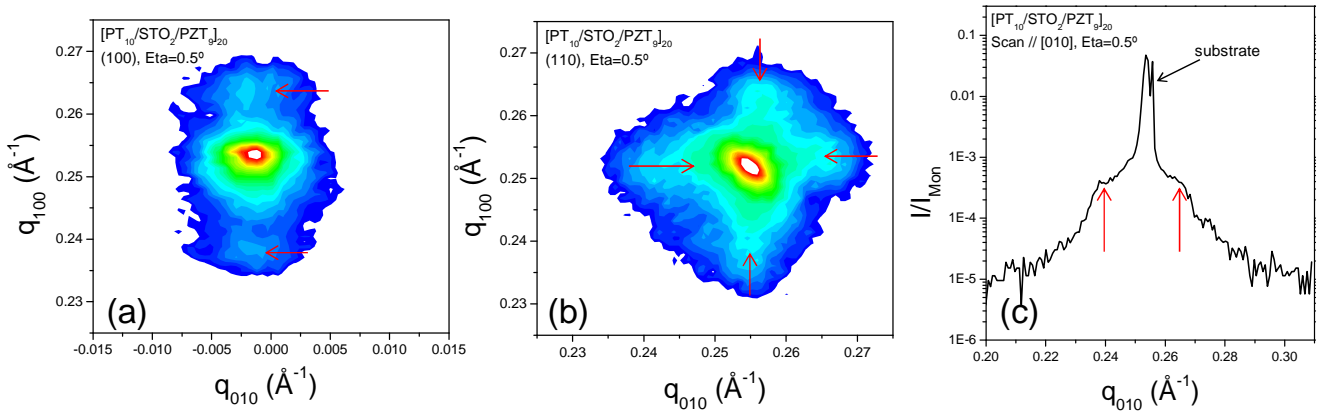 [PT₁₀/STO₂/PZT₉]₂₀
(100), Eta=0.5º
0.27
0.26
0.25
0.24
0.23
q₁₀₀ (Å⁻¹)
(a)
-0.015 -0.010 -0.005 0.000 0.005 0.010 0.015
q₀₁₀ (Å⁻¹)
[PT₁₀/STO₂/PZT₉]₂₀
(110), Eta=0.5º
0.27
0.26
0.25
0.24
0.23
q₁₀₀ (Å⁻¹)
(b)
0.23 0.24 0.25 0.26 0.27
q₀₁₀ (Å⁻¹)
[PT₁₀/STO₂/PZT₉]₂₀
Scan // [010], Eta=0.5º
substrate
0.1
0.01
1E-3
1E-4
1E-5
1E-6
I/I_Mon
(c)
0.20 0.22 0.24 0.26 0.28 0.30
q₀₁₀ (Å⁻¹)